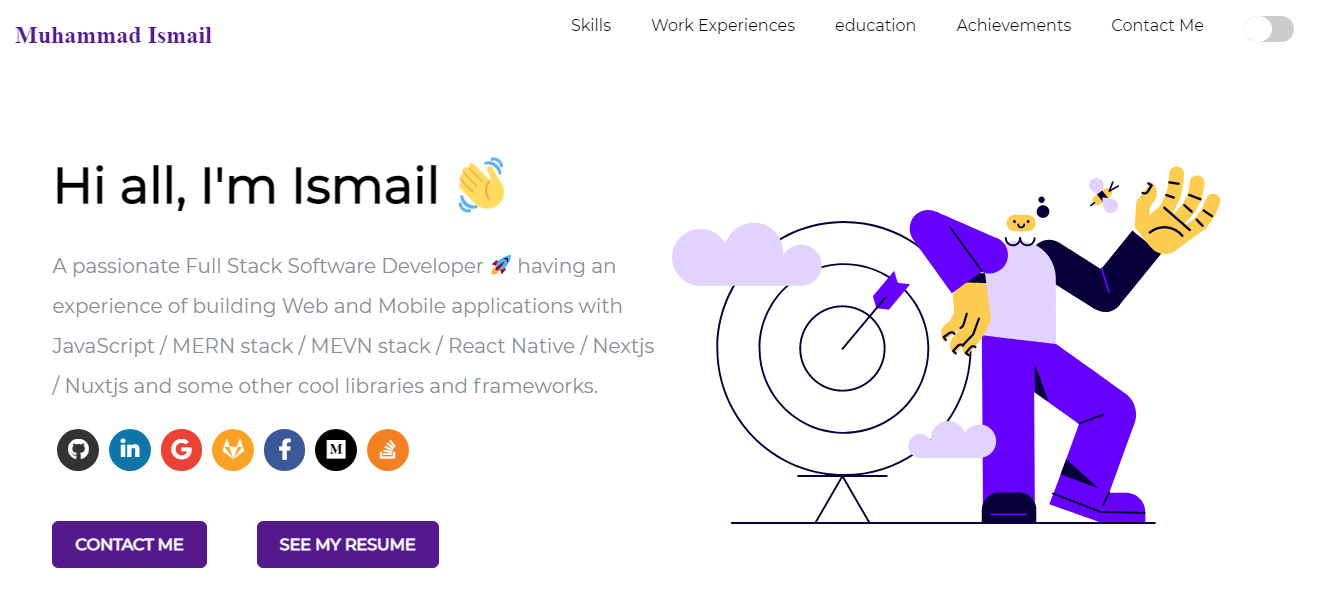 Muhammad Ismail
Skills
Work Experiences
education
Achievements
Contact Me
Hi all, I'm Ismail 👋
A passionate Full Stack Software Developer 🚀 having an
experience of building Web and Mobile applications with
JavaScript / MERN stack / MEVN stack / React Native / Nextjs
/ Nuxtjs and some other cool libraries and frameworks.
in
G
f
M
CONTACT ME
SEE MY RESUME